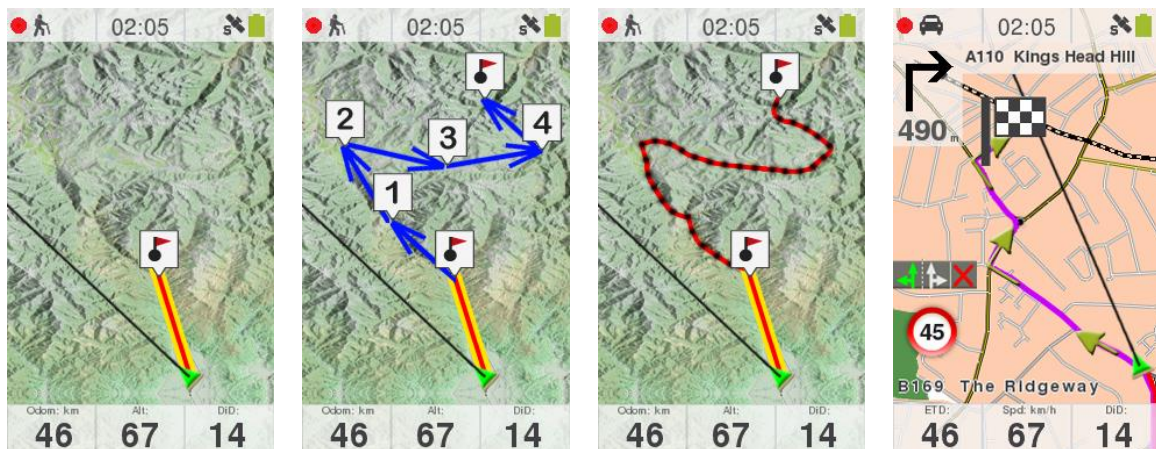 02:05
S
Odom: km Alt: DiD:
46 67 14
02:05
S
2
3
4
1
Odom: km Alt: DiD:
46 67 14
02:05
S
Odom: km Alt: DiD:
46 67 14
02:05
S
A110 Kings Head Hill
490 m
45
B169 The Ridgeway
ETD: Spd: km/h DiD:
46 67 14